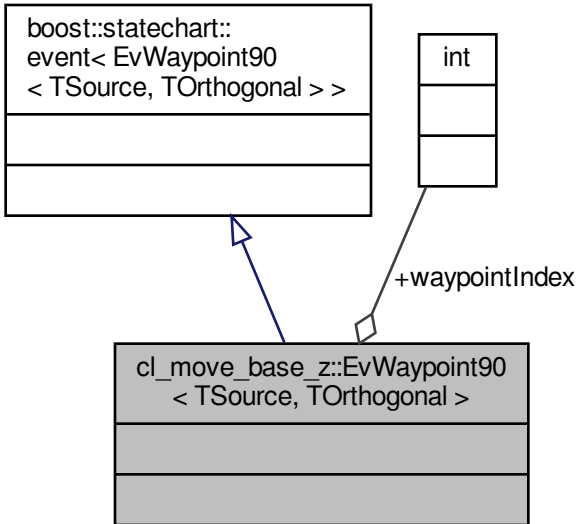 boost::statechart::
event< EvWaypoint90
< TSource, TOrthogonal > >
int
+waypointIndex
cl_move_base_z::EvWaypoint90
< TSource, TOrthogonal >